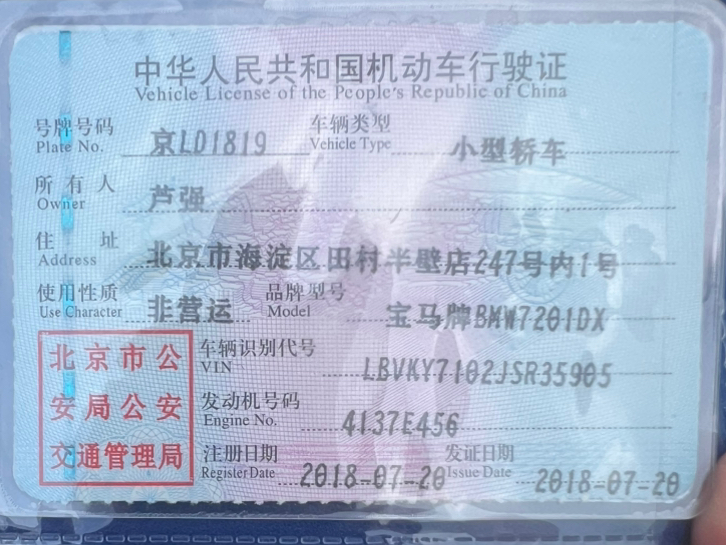 中华人民共和国机动车行驶证
Vehicle License of the People's Republic of China
号牌号码 京LD1819 车辆类型 小型轿车
Plate No. Vehicle Type
所有人 芦强
Owner
住址 北京市海淀区田村半壁店247号内1号
Address
使用性质 非营运 品牌型号 宝马牌BMW7201DX
Use Character Model
北京市公安局公安交通管理局
车辆识别代号 LBVKY7102JSR35905
VIN
发动机号码 4137E456
Engine No.
注册日期 2018-07-20 发证日期 2018-07-20
Register Date Issue Date